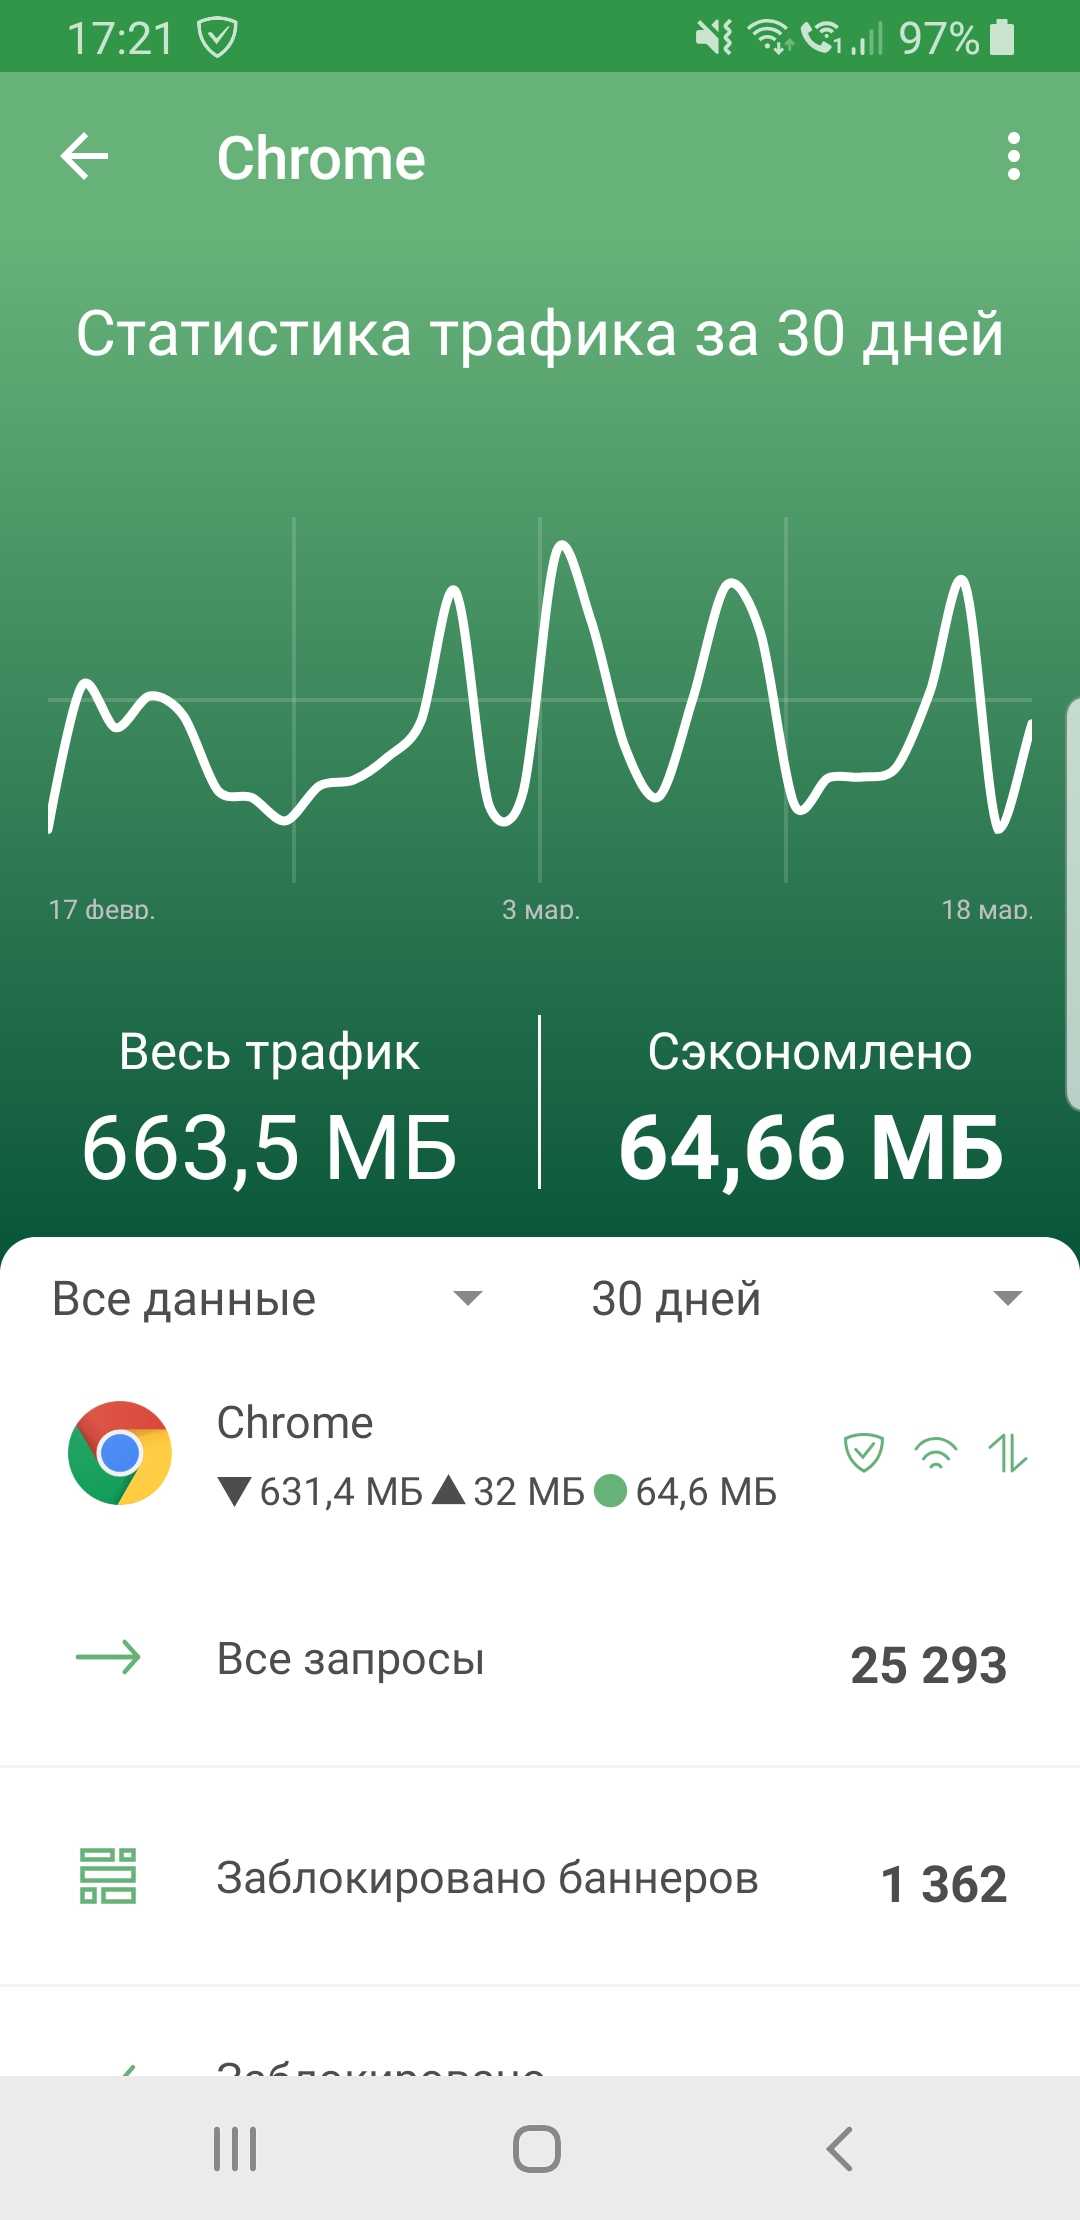 17:21
1
97%
Chrome
Статистика трафика за 30 дней
17 февр.
3 мар.
18 мар.
Весь трафик
Сэкономлено
663,5 МБ
64,66 МБ
Все данные
30 дней
Chrome
▼631,4 МБ▲32 МБ●64,6 МБ
Все запросы
25 293
Заблокировано баннеров
1 362
Заблокировано